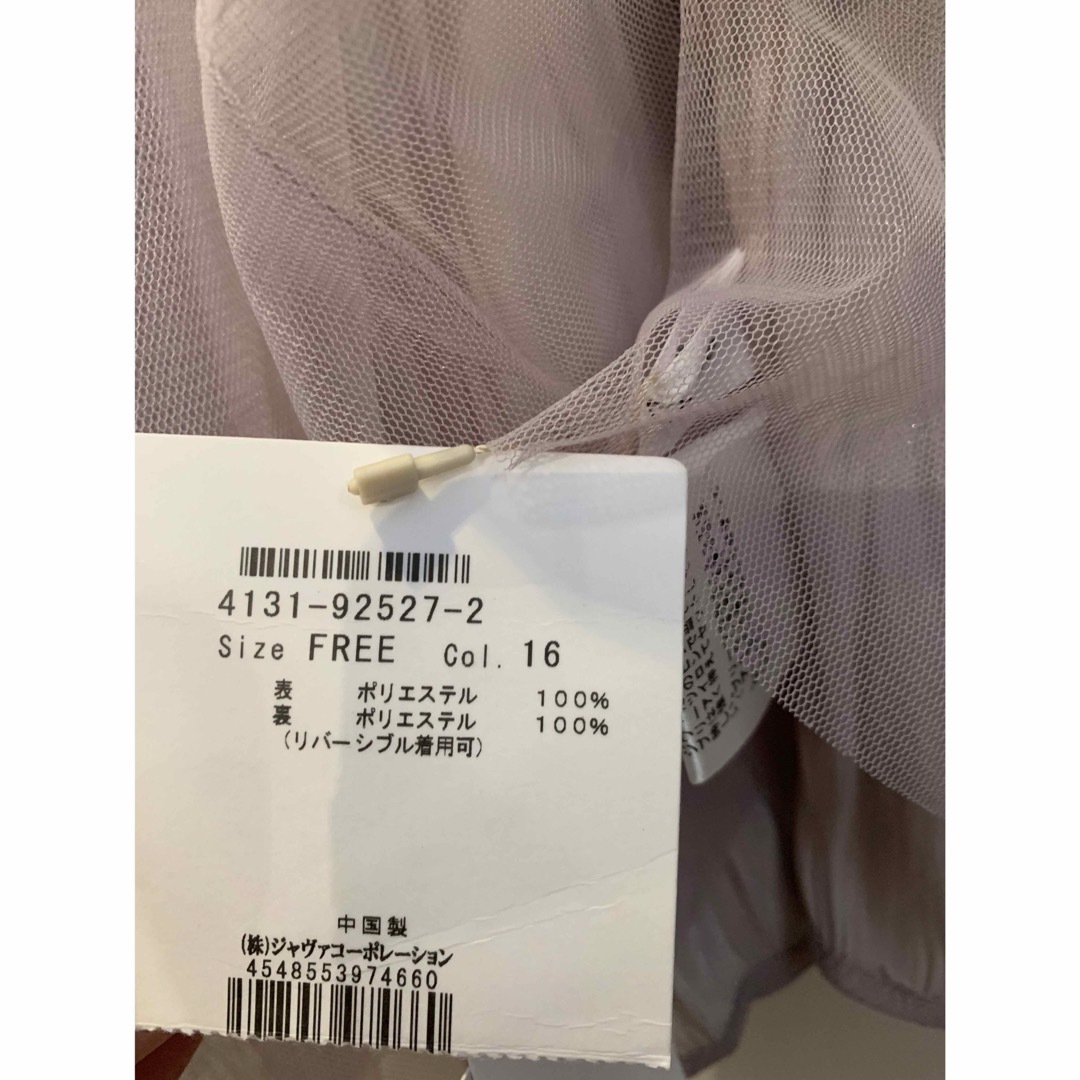 4131-92527-2
Size FREE Col. 16
表 ポリエステル 100%
裏 ポリエステル 100%
(リバーシブル着用可)
中国製
(株)ジャヴァコーポレーション
4548553974660